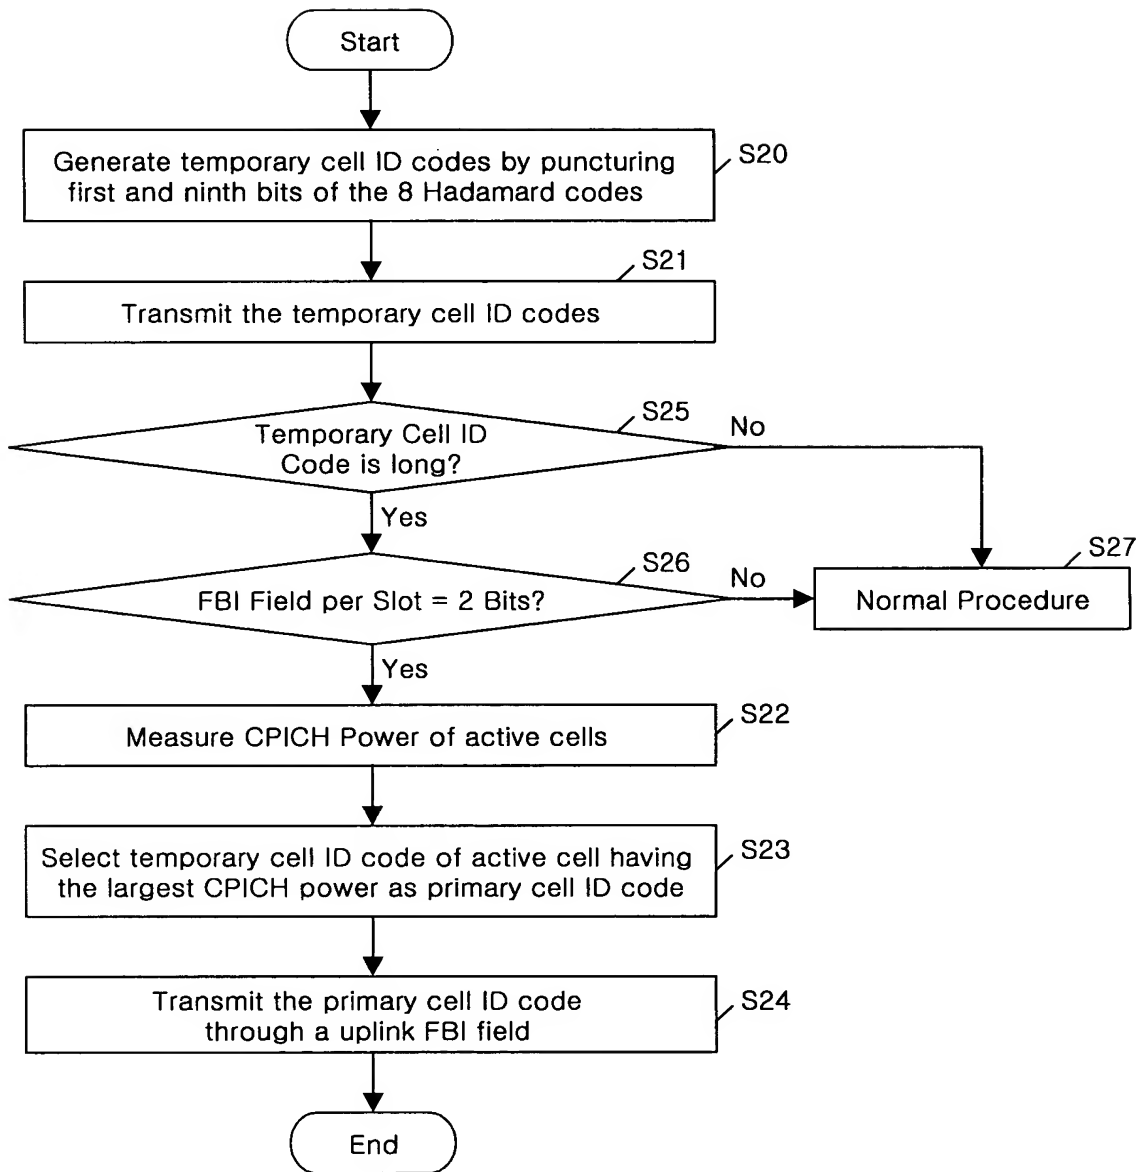 Start
Generate temporary cell ID codes by puncturing
first and ninth bits of the 8 Hadamard codes
S20
S21
Transmit the temporary cell ID codes
S25
Temporary Cell ID
Code is long?
No
Yes
S26
FBI Field per Slot = 2 Bits?
No
S27
Normal Procedure
Yes
S22
Measure CPICH Power of active cells
Select temporary cell ID code of active cell having
the largest CPICH power as primary cell ID code
S23
Transmit the primary cell ID code
through a uplink FBI field
S24
End